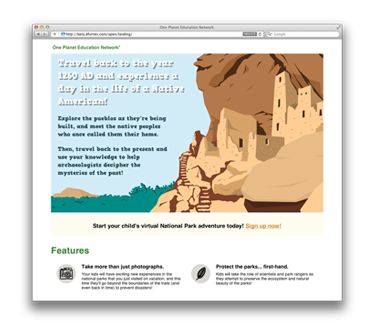 One Planet Education Network
http://beta.dfurnes.com/open/landing/
Google
One Planet Education Network
Travel back to the year
1260 AD and experience a
day in the life of a Native
American!
Explore the pueblos as they're being
built, and meet the native peoples
who once called them their home.
Then, travel back to the present and
use your knowledge to help
archaeologists decipher the
mysteries of the past!
Start your child's virtual National Park adventure today! Sign up now!
Features
Take more than just photographs.
Your kids will have exciting new experiences in the
national parks that you just visited on vacation, and this
time they'll go beyond the boundaries of the trails (and
even back in time) to prevent disasters!
Protect the parks... first-hand.
Kids will take the role of scientists and park rangers as
they attempt to preserve the ecosystem and natural
beauty of the parks!